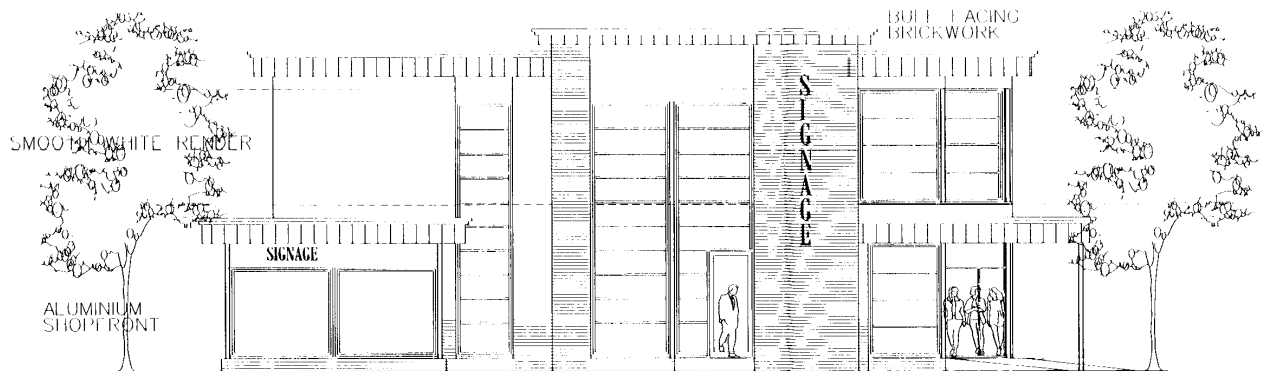 BUFF FACING
BRICKWORK
SIGNAGE
SMOOTH WHITE RENDER
SIGNAGE
ALUMINIUM
SHOPFRONT